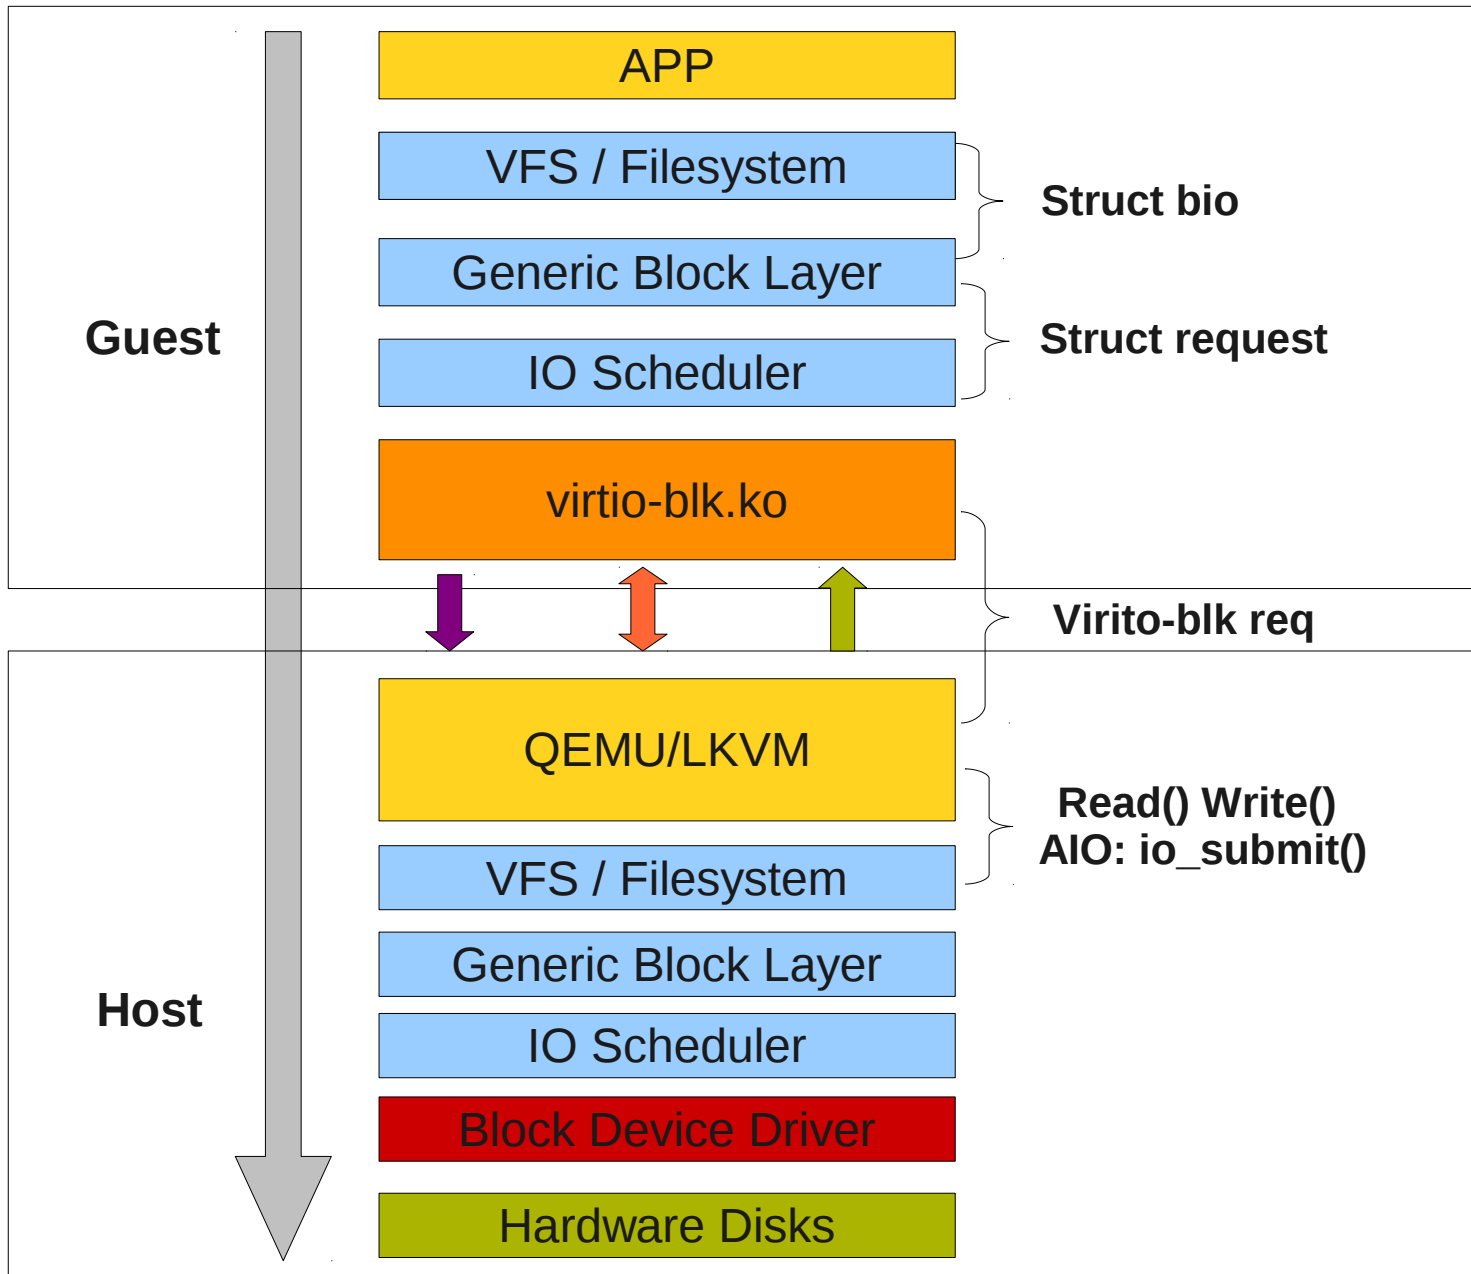 APP
VFS / Filesystem
Struct bio
Generic Block Layer
Guest
Struct request
IO Scheduler
virtio-blk.ko
Virito-blk req
QEMU/LKVM
Read() Write()
AIO: io_submit()
VFS / Filesystem
Generic Block Layer
Host
IO Scheduler
Block Device Driver
Hardware Disks